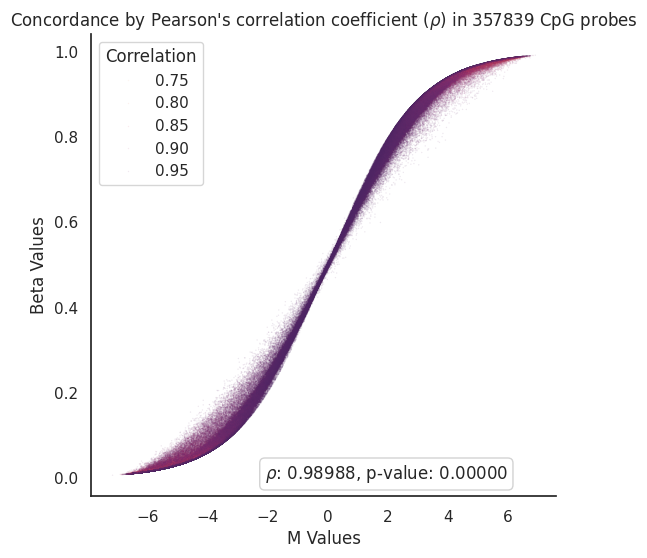 Concordance by Pearson's correlation coefficient (ρ) in 357839 CpG probes
Correlation
0.75
0.80
0.85
0.90
0.95
1.0
0.8
0.6
0.4
0.2
0.0
Beta Values
ρ: 0.98988, p-value: 0.00000
−6 −4 −2 0 2 4 6
M Values